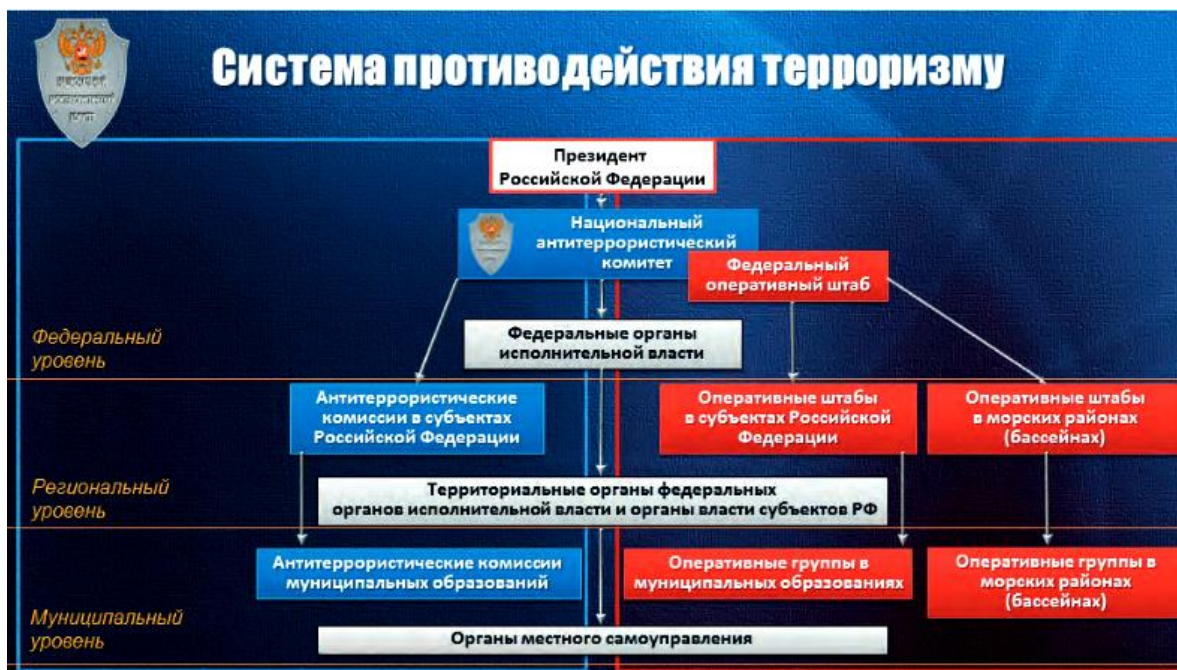 Система противодействия терроризму
Президент
Российской Федерации
Национальный
антитеррористический
комитет
Федеральный
оперативный штаб
Федеральный
уровень
Федеральные органы
исполнительной власти
Антитеррористические
комиссии в субъектах
Российской Федерации
Оперативные штабы
в субъектах Российской
Федерации
Оперативные штабы
в морских районах
(бассейнах)
Региональный
уровень
Территориальные органы федеральных
органов исполнительной власти и органы власти субъектов РФ
Антитеррористические комиссии
муниципальных образований
Оперативные группы в
муниципальных образованиях
Оперативные группы в
морских районах
(бассейнах)
Муниципальный
уровень
Органы местного самоуправления